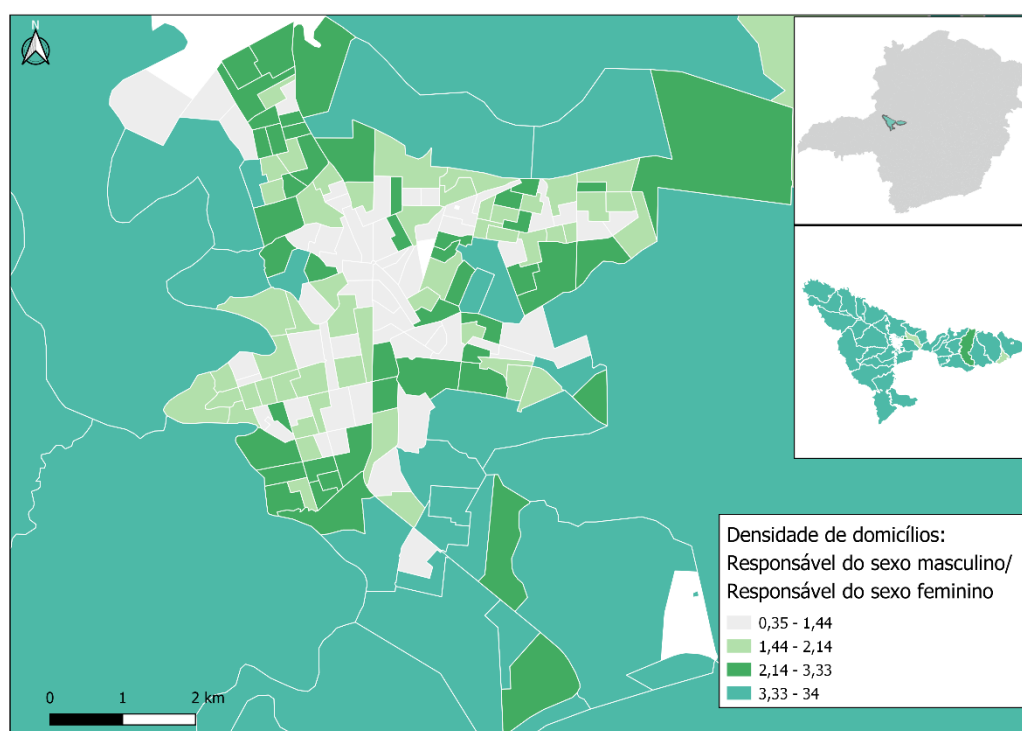 N
Densidade de domicílios:
Responsável do sexo masculino/
Responsável do sexo feminino
0,35 - 1,44
1,44 - 2,14
2,14 - 3,33
3,33 - 34
0 1 2 km